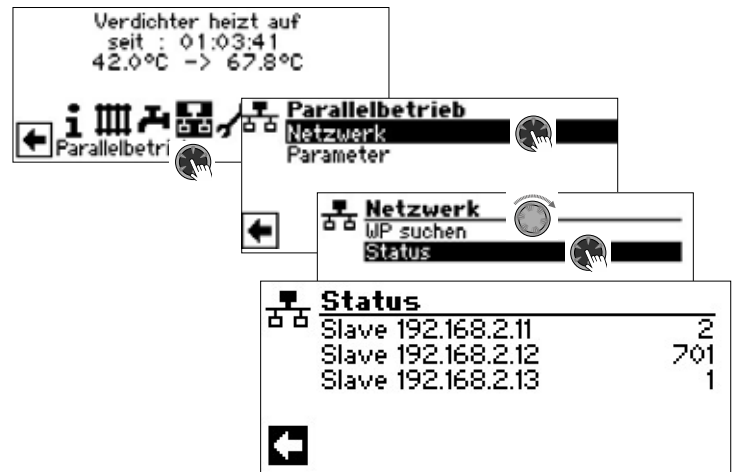 Verdichter heizt auf
seit : 01:03:41
42.0°C -> 67.8°C
Parallelbetri
Parallelbetrieb
Netzwerk
Parameter
Netzwerk
WP suchen
Status
Status
Slave 192.168.2.11 2
Slave 192.168.2.12 701
Slave 192.168.2.13 1